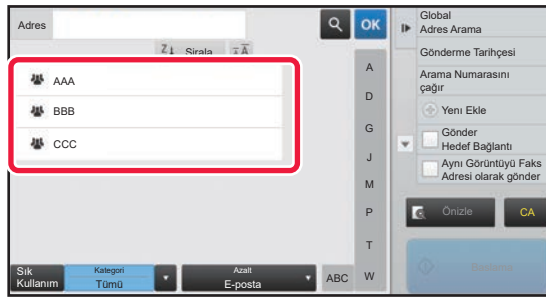 Adres
OK
Z↓ Sırala
AAA
BBB
CCC
A
D
G
J
M
P
T
W
ABC
Sık
Kullanım
Kategori
Tümü
Azalt
E-posta
Global
Adres Arama
Gönderme Tarihçesi
Arama Numarasını
çağır
Yeni Ekle
Gönder
Hedef Bağlantı
Aynı Görüntüyü Faks
Adresi olarak gönder
Önizle
CA